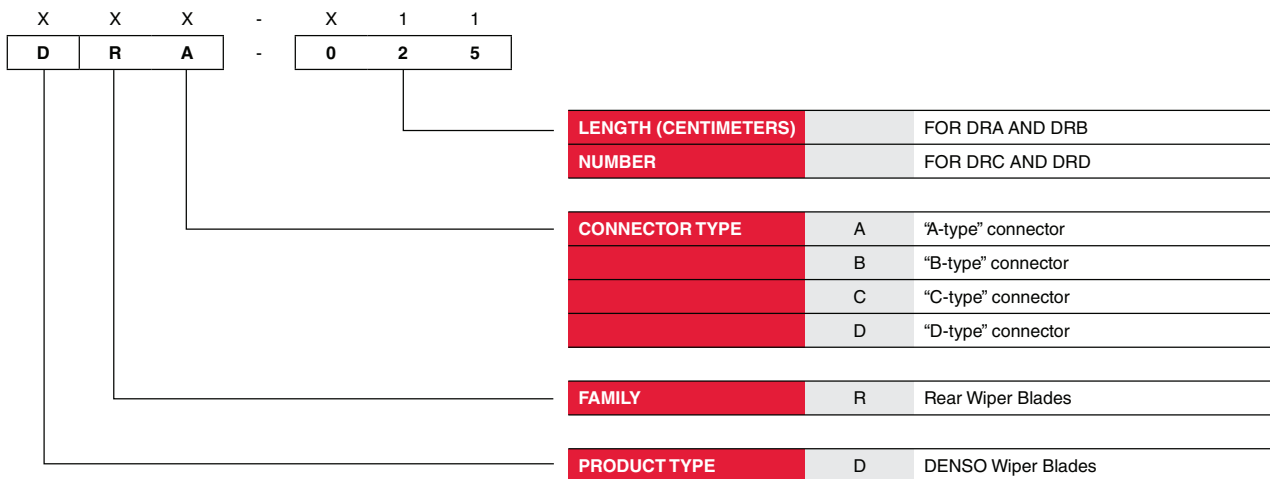 X X X - X 1 1
D R A - 0 2 5
LENGTH (CENTIMETERS) FOR DRA AND DRB
NUMBER FOR DRC AND DRD
CONNECTOR TYPE A “A-type” connector
B “B-type” connector
C “C-type” connector
D “D-type” connector
FAMILY R Rear Wiper Blades
PRODUCT TYPE D DENSO Wiper Blades